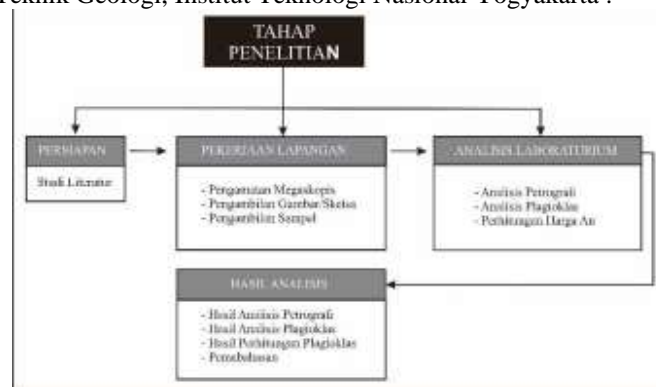 Teknik Geologi, Institut Teknologi Nasional Yogyakarta .
TAHAP
PENELITIAN
PERSIAPAN
Studi Literatur
PEKERJAAN LAPANGAN
- Pengamatan Megaskopis
- Pengambilan Gambar/Sketsa
- Pengambilan Sampel
ANALISIS LABORATURIUM
- Analisis Petrografi
- Analisis Plagioklas
- Perhitungan Harga An
HASIL ANALISIS
- Hasil Analisis Petrografi
- Hasil Analisis Plagioklas
- Hasil Perhitungan Plagioklas
- Pemebahasan